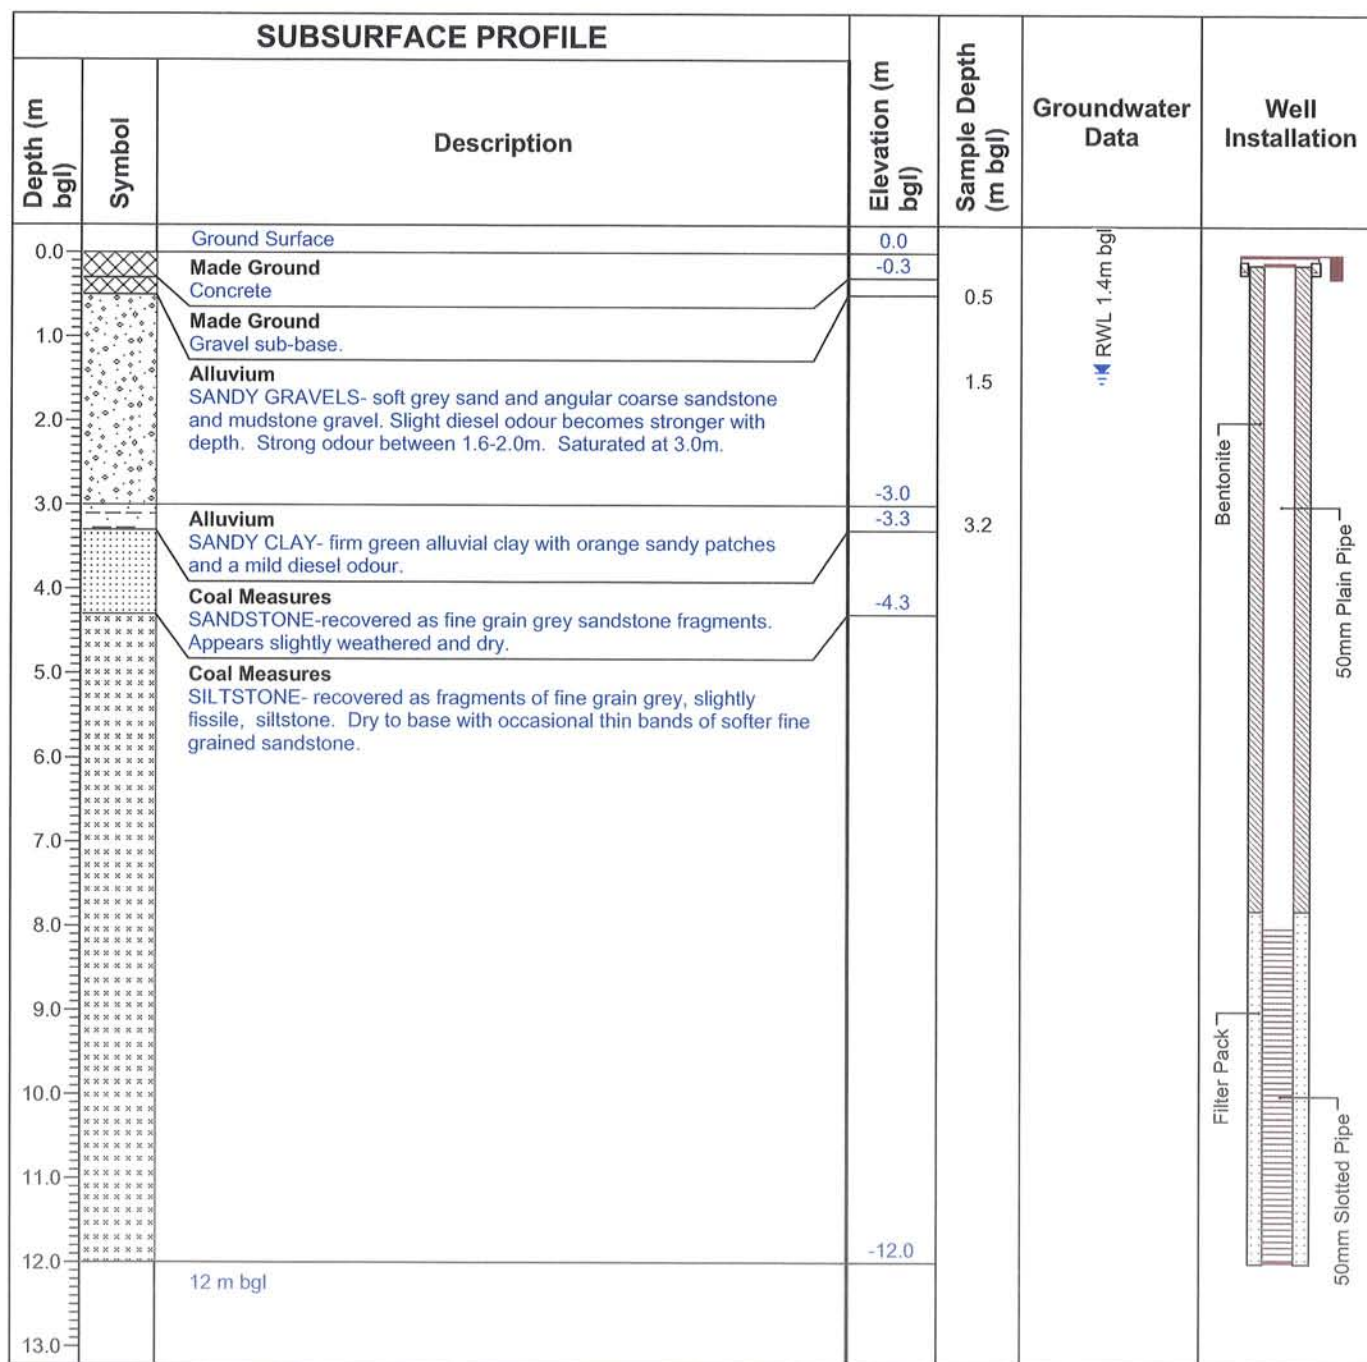 SUBSURFACE PROFILE
Depth (m
bgl)
Symbol
Description
Elevation (m
bgl)
Sample Depth
(m bgl)
Groundwater
Data
Well
Installation
0.0
Ground Surface
0.0
Made Ground
-0.3
Concrete
0.5
Made Ground
1.0
Gravel sub-base.
RWL 1.4m bgl
Alluvium
1.5
SANDY GRAVELS- soft grey sand and angular coarse sandstone
2.0
and mudstone gravel. Slight diesel odour becomes stronger with
depth. Strong odour between 1.6-2.0m. Saturated at 3.0m.
Bentonite
3.0
-3.0
Alluvium
-3.3
3.2
SANDY CLAY- firm green alluvial clay with orange sandy patches
and a mild diesel odour.
4.0
Coal Measures
-4.3
SANDSTONE-recovered as fine grain grey sandstone fragments.
Appears slightly weathered and dry.
50mm Plain Pipe
5.0
Coal Measures
SILTSTONE- recovered as fragments of fine grain grey, slightly
fissile, siltstone. Dry to base with occasional thin bands of softer fine
grained sandstone.
6.0
7.0
8.0
9.0
Filter Pack
10.0
11.0
50mm Slotted Pipe
12.0
-12.0
12 m bgl
13.0